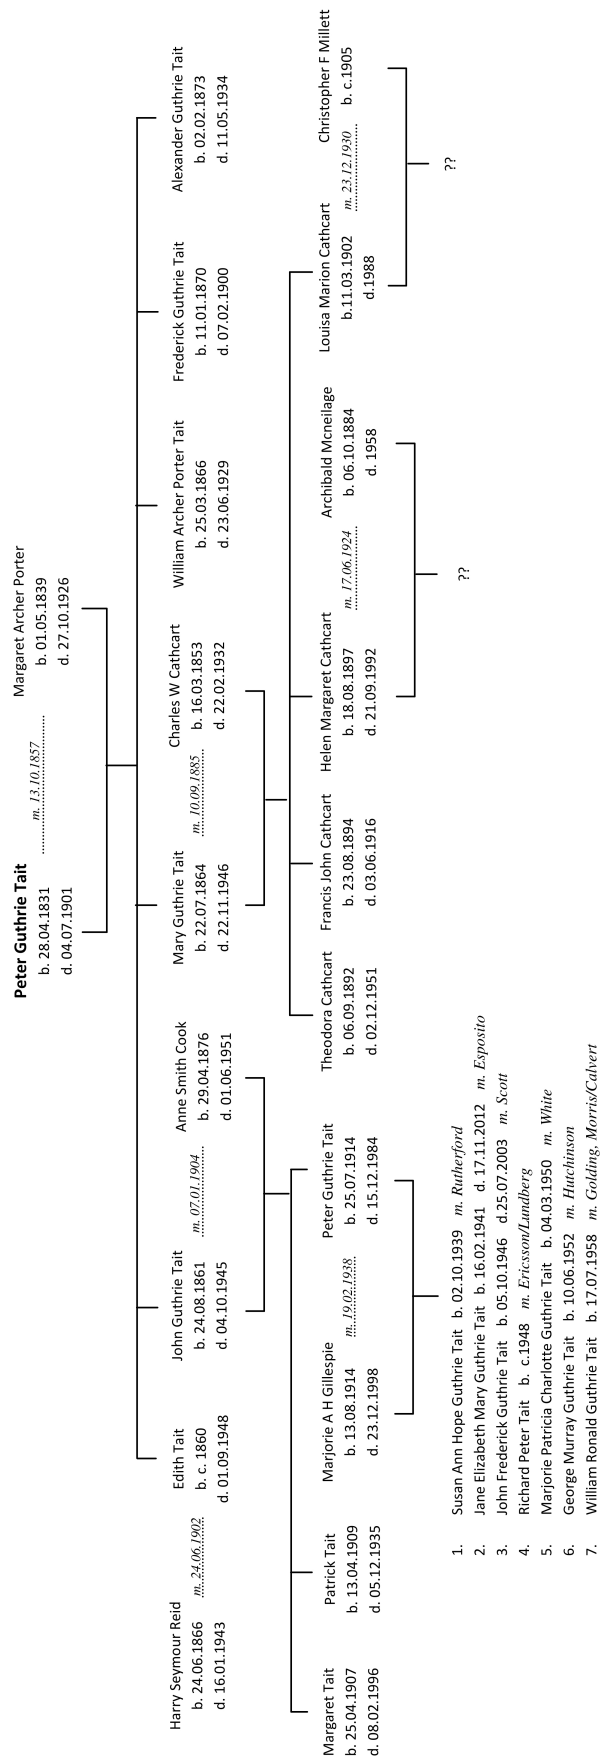 Peter Guthrie Tait
b. 28.04.1831
d. 04.07.1901
m. 13.10.1857
Margaret Archer Porter
b. 01.05.1839
d. 27.10.1926
Harry Seymour Reid
b. 24.06.1866
d. 16.01.1943
m. 24.06.1902
Edith Tait
b. c. 1860
d. 01.09.1948
John Guthrie Tait
b. 24.08.1861
d. 04.10.1945
m. 07.01.1904
Anne Smith Cook
b. 29.04.1876
d. 01.06.1951
Mary Guthrie Tait
b. 22.07.1864
d. 22.11.1946
m. 10.09.1885
Charles W Cathcart
b. 16.03.1853
d. 22.02.1932
William Archer Porter Tait
b. 25.03.1866
d. 23.06.1929
Frederick Guthrie Tait
b. 11.01.1870
d. 07.02.1900
Alexander Guthrie Tait
b. 02.02.1873
d. 11.05.1934
Margaret Tait
b. 25.04.1907
d. 08.02.1996
Patrick Tait
b. 13.04.1909
d. 05.12.1935
Marjorie A H Gillespie
b. 13.08.1914
d. 23.12.1998
m. 19.02.1938
Peter Guthrie Tait
b. 25.07.1914
d. 15.12.1984
Theodora Cathcart
b. 06.09.1892
d. 02.12.1951
Francis John Cathcart
b. 23.08.1894
d. 03.06.1916
Helen Margaret Cathcart
b. 18.08.1897
d. 21.09.1992
m. 17.06.1924
Archibald Mcneilage
b. 06.10.1884
d. 1958
Louisa Marion Cathcart
b.11.03.1902
d.1988
m. 23.12.1930
Christopher F Millett
b. c.1905
??
??
1. Susan Ann Hope Guthrie Tait b. 02.10.1939 m. Rutherford
2. Jane Elizabeth Mary Guthrie Tait b. 16.02.1941 d. 17.11.2012 m. Esposito
3. John Frederick Guthrie Tait b. 05.10.1946 d.25.07.2003 m. Scott
4. Richard Peter Tait b. c.1948 m. Ericsson/Lundberg
5. Marjorie Patricia Charlotte Guthrie Tait b. 04.03.1950 m. White
6. George Murray Guthrie Tait b. 10.06.1952 m. Hutchinson
7. William Ronald Guthrie Tait b. 17.07.1958 m. Golding, Morris/Calvert